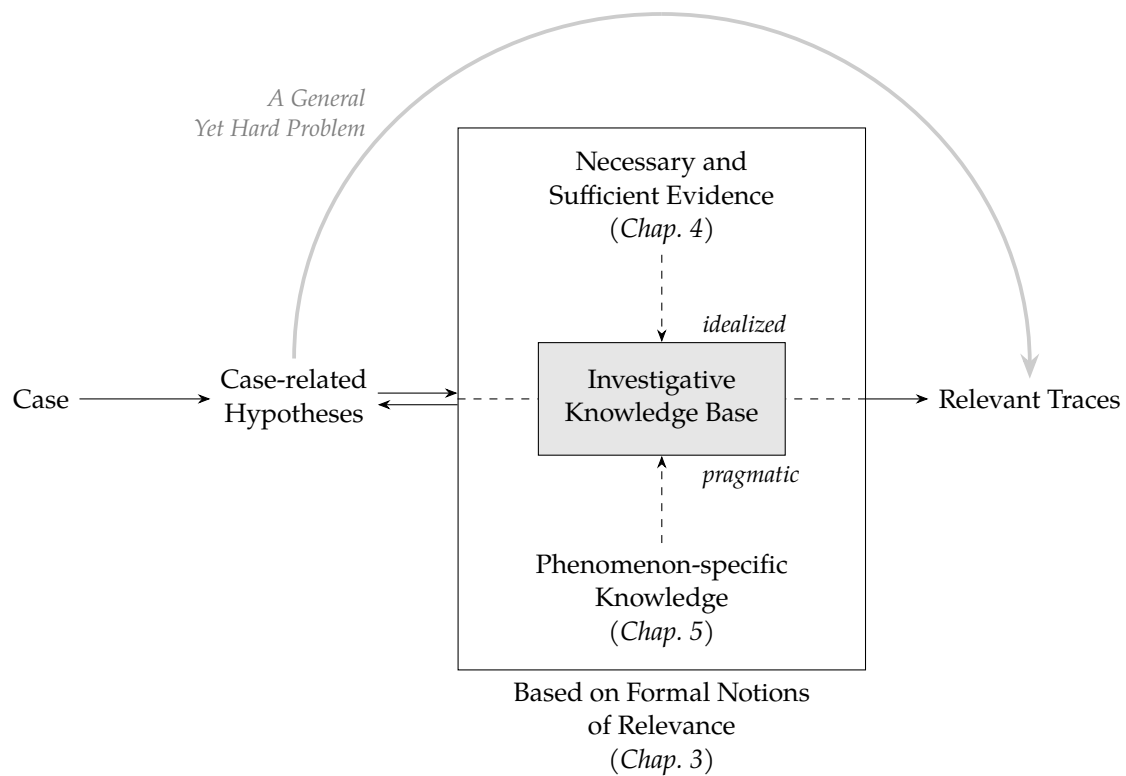 A General
Yet Hard Problem
Necessary and
Sufficient Evidence
(Chap. 4)
idealized
Case
Case-related
Hypotheses
Investigative
Knowledge Base
Relevant Traces
pragmatic
Phenomenon-specific
Knowledge
(Chap. 5)
Based on Formal Notions
of Relevance
(Chap. 3)